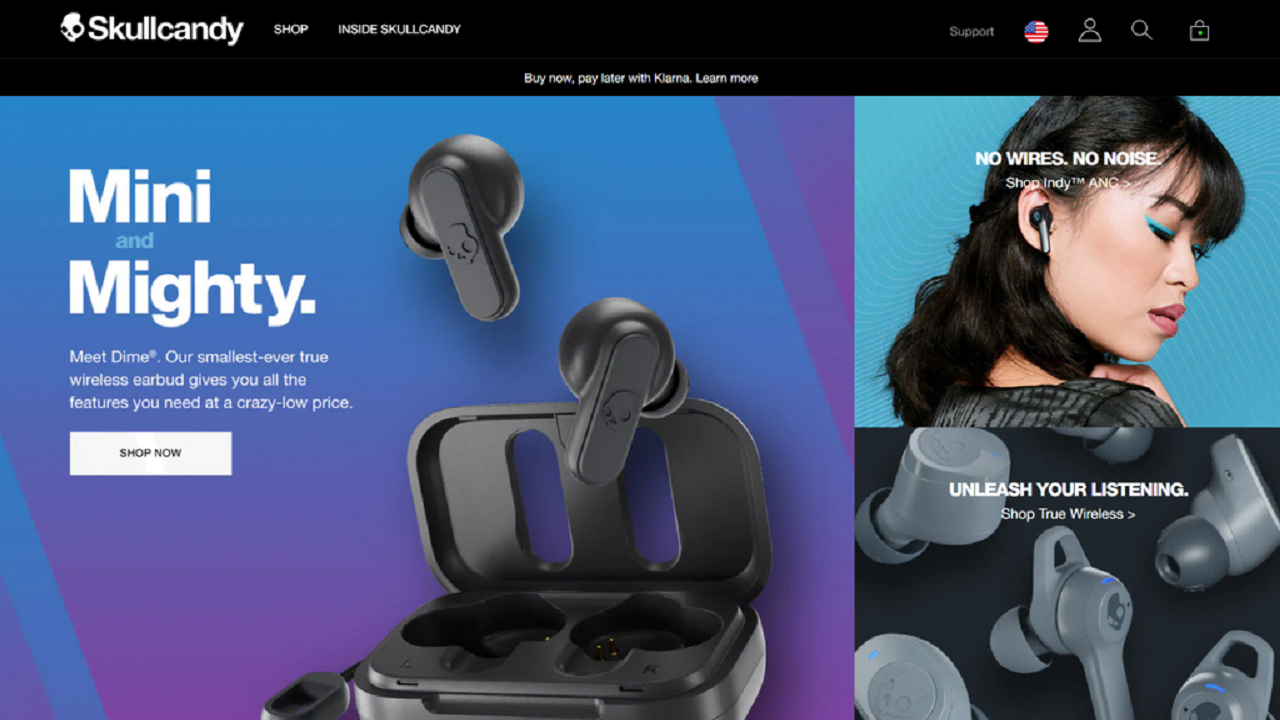 Skullcandy
SHOP
INSIDE SKULLCANDY
Support
Buy now, pay later with Klarna. Learn more
Mini
and
Mighty.
Meet Dime®. Our smallest-ever true
wireless earbud gives you all the
features you need at a crazy-low price.
SHOP NOW
L
R
NO WIRES. NO NOISE.
Shop Indy™ ANC >
UNLEASH YOUR LISTENING.
Shop True Wireless >